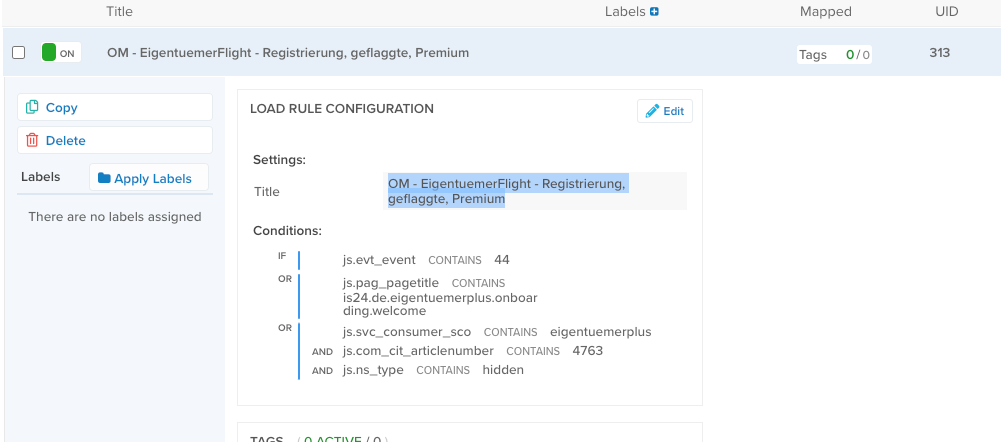 Title Labels Mapped UID
ON OM - EigentuemerFlight - Registrierung, geflaggte, Premium Tags 0 / 0 313
Copy
Delete
Labels Apply Labels
There are no labels assigned
LOAD RULE CONFIGURATION Edit
Settings:
Title OM - EigentuemerFlight - Registrierung,
geflaggte, Premium
Conditions:
IF js.evt_event CONTAINS 44
OR js.pag_pagetitle CONTAINS
is24.de.eigentuemerplus.onboar
ding.welcome
OR js.svc_consumer_sco CONTAINS eigentuemerplus
AND js.com_cit_articlenumber CONTAINS 4763
AND js.ns_type CONTAINS hidden
TAGS ( 0 ACTIVE / 0 )